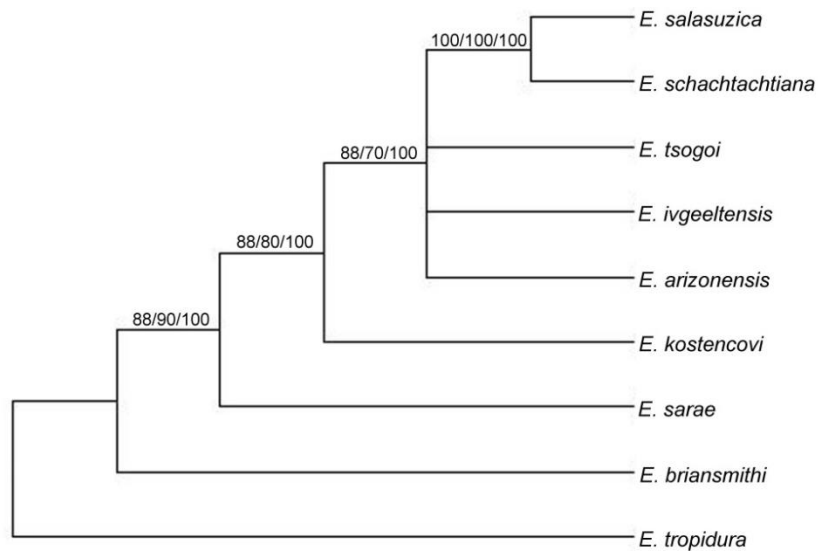 E. salasuzica
100/100/100
E. schachtachtiana
E. tsogoi
88/70/100
E. ivgeeltensis
88/80/100
E. arizonensis
88/90/100
E. kostencovi
E. sarae
E. briansmithi
E. tropidura